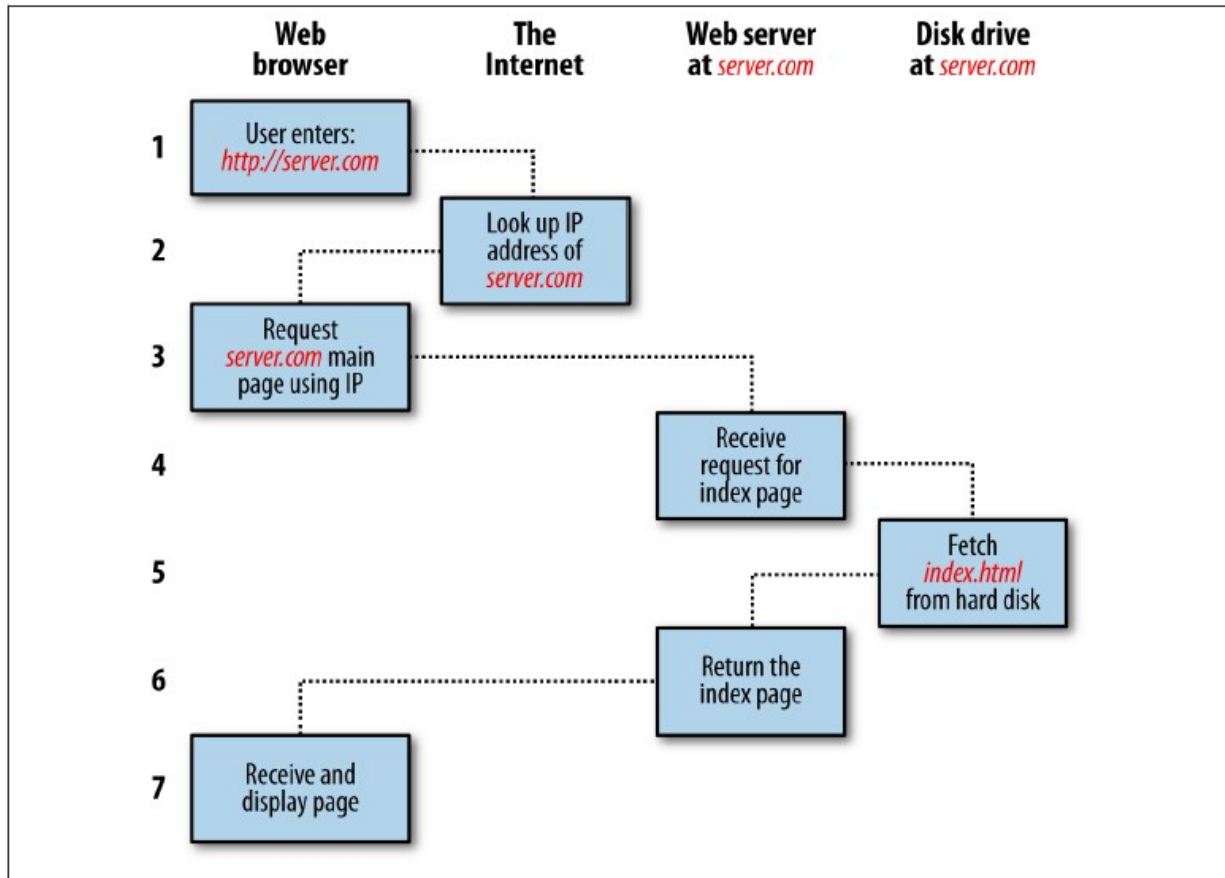 Web
browser
The
Internet
Web server
at server.com
Disk drive
at server.com
1
User enters:
http://server.com
2
Look up IP
address of
server.com
3
Request
server.com main
page using IP
4
Receive
request for
index page
5
Fetch
index.html
from hard disk
6
Return the
index page
7
Receive and
display page